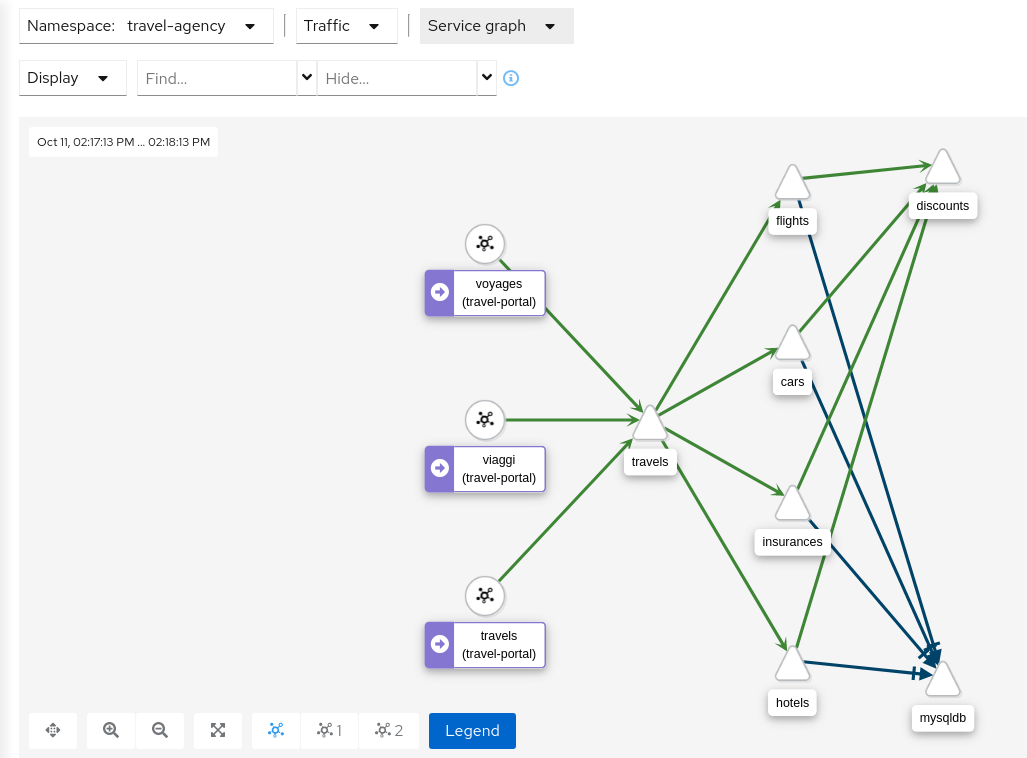 Namespace: travel-agency
Traffic
Service graph
Display
Find...
Hide...
Oct 11, 02:17:13 PM ... 02:18:13 PM
flights
discounts
voyages
(travel-portal)
cars
viaggi
(travel-portal)
travels
insurances
travels
(travel-portal)
hotels
mysqldb
1
2
Legend